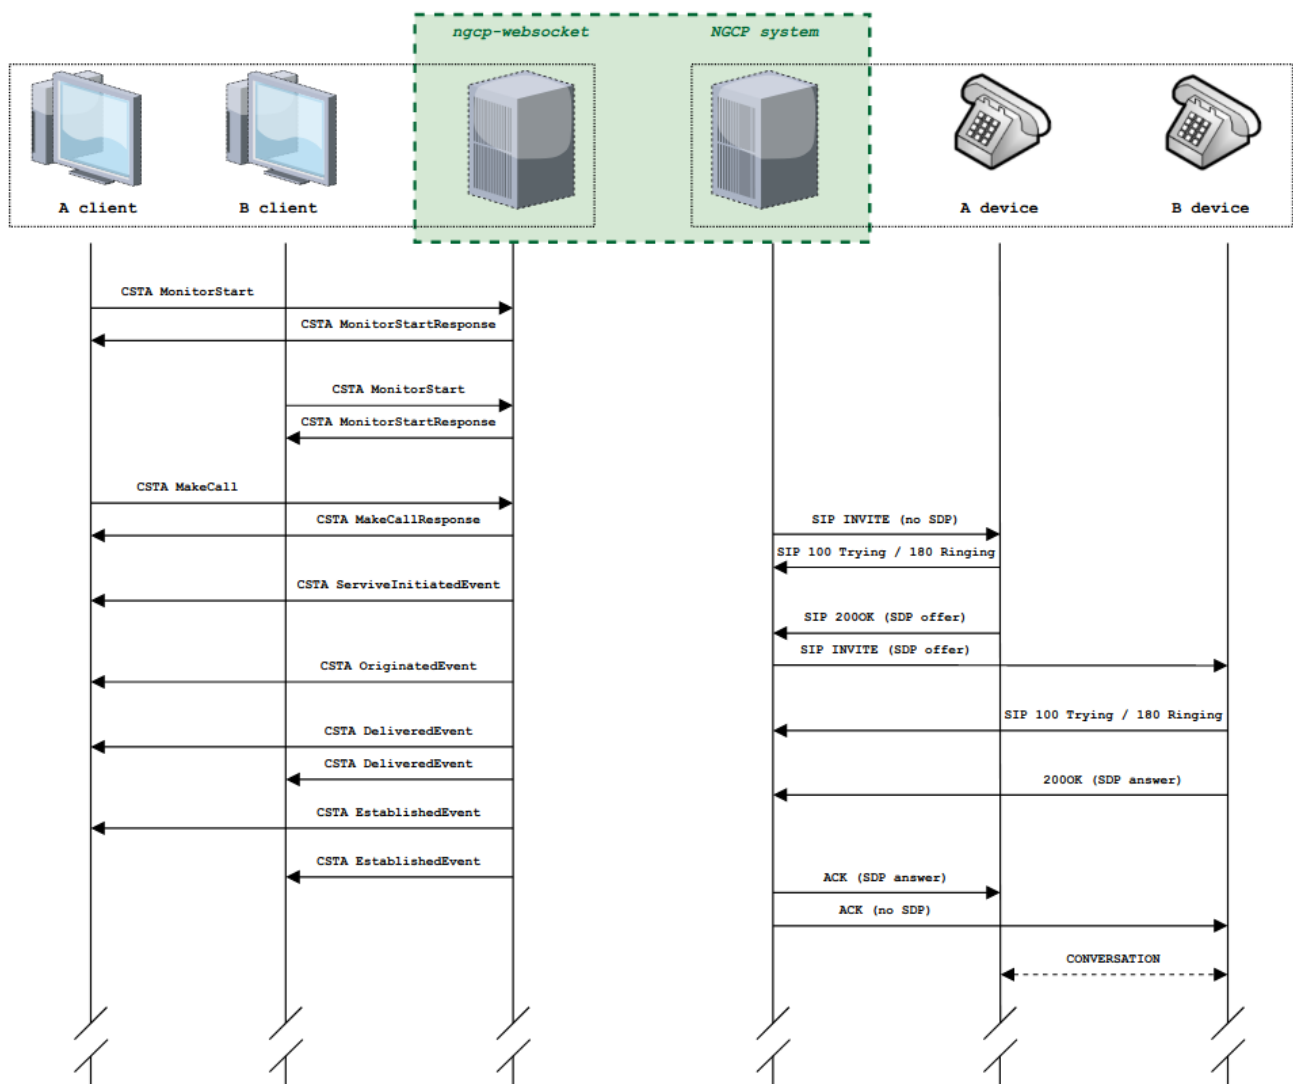 ngcp-websocket
NGCP system
A client
B client
A device
B device
CSTA MonitorStart
CSTA MonitorStartResponse
CSTA MonitorStart
CSTA MonitorStartResponse
CSTA MakeCall
CSTA MakeCallResponse
SIP INVITE (no SDP)
SIP 100 Trying / 180 Ringing
CSTA ServiveInitiatedEvent
SIP 200OK (SDP offer)
SIP INVITE (SDP offer)
CSTA OriginatedEvent
SIP 100 Trying / 180 Ringing
CSTA DeliveredEvent
CSTA DeliveredEvent
200OK (SDP answer)
CSTA EstablishedEvent
CSTA EstablishedEvent
ACK (SDP answer)
ACK (no SDP)
CONVERSATION